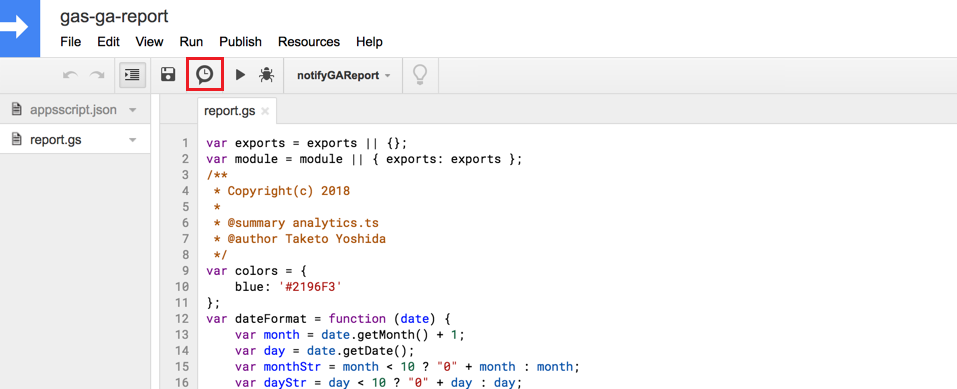 gas-ga-report
File Edit View Run Publish Resources Help
notifyGAReport
appsscript.json
report.gs
report.gs ×
1 var exports = exports || {};
2 var module = module || { exports: exports };
3 /**
4  * Copyright(c) 2018
5  *
6  * @summary analytics.ts
7  * @author Taketo Yoshida
8  */
9 var colors = {
10     blue: '#2196F3'
11 };
12 var dateFormat = function (date) {
13     var month = date.getMonth() + 1;
14     var day = date.getDate();
15     var monthStr = month < 10 ? "0" + month : month;
16     var dayStr = day < 10 ? "0" + day : day;